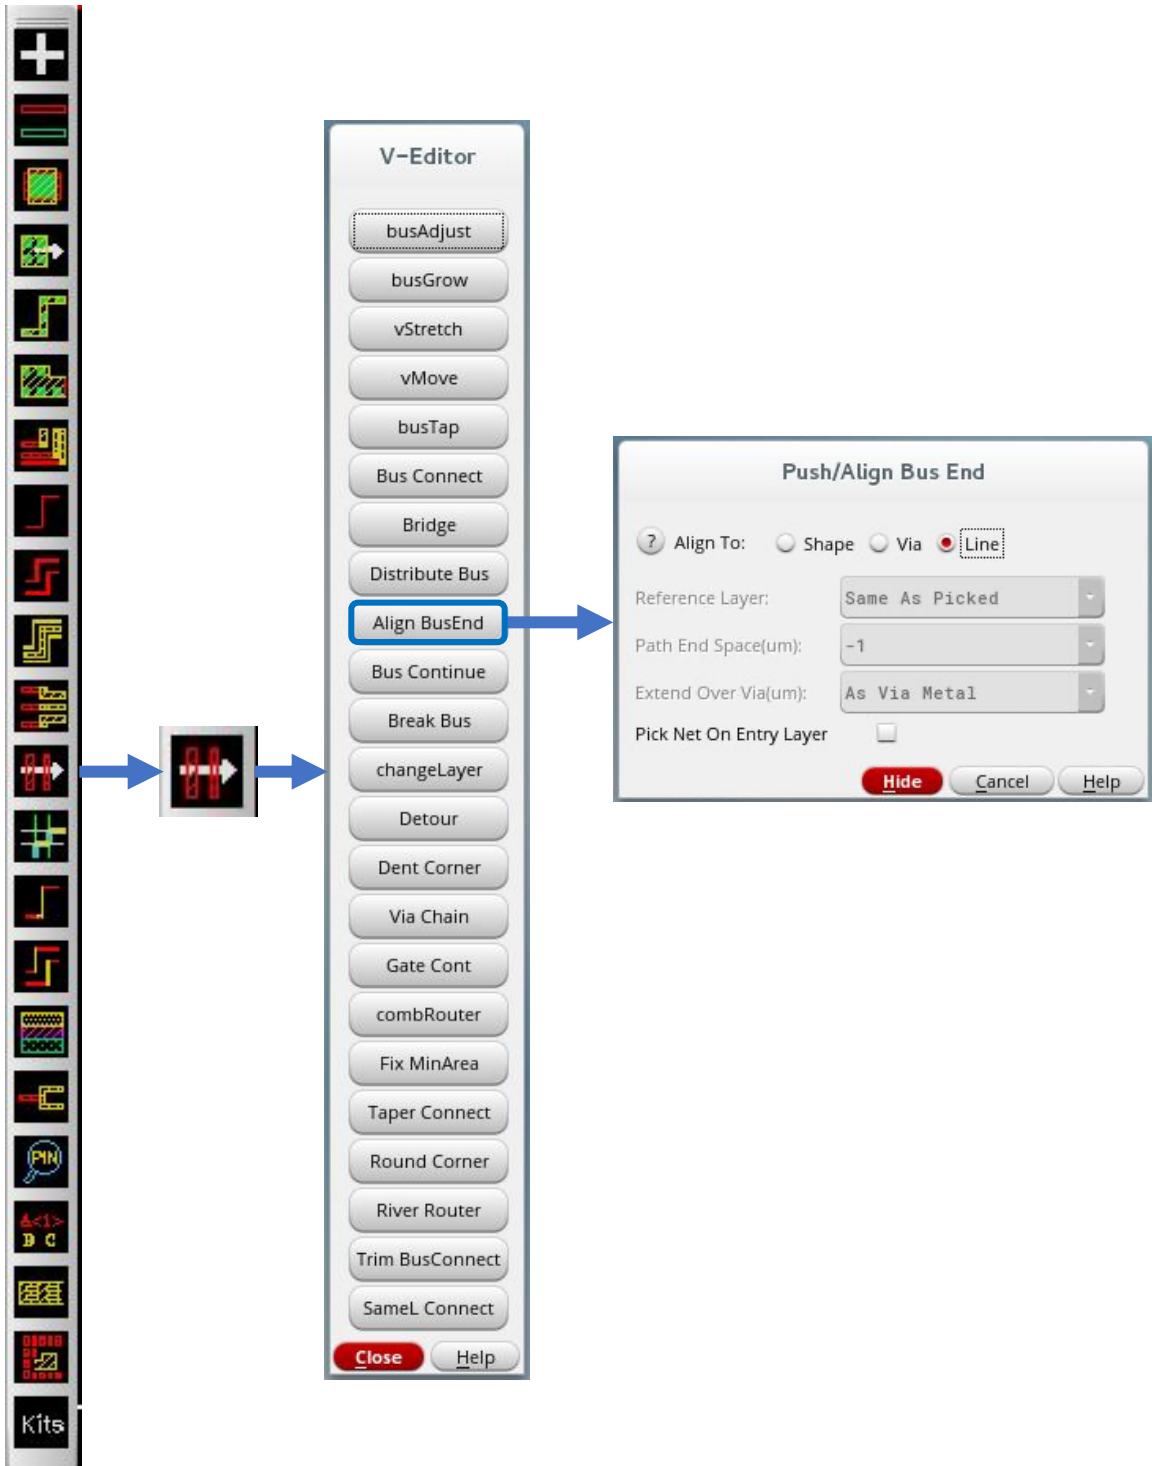 V-Editor
busAdjust
busGrow
vStretch
vMove
busTap
Bus Connect
Bridge
Distribute Bus
Align BusEnd
Bus Continue
Break Bus
changeLayer
Detour
Dent Corner
Via Chain
Gate Cont
combRouter
Fix MinArea
Taper Connect
Round Corner
River Router
Trim BusConnect
SameL Connect
Close Help
Push/Align Bus End
? Align To: Shape Via Line
Reference Layer: Same As Picked
Path End Space(um): -1
Extend Over Via(um): As Via Metal
Pick Net On Entry Layer
Hide Cancel Help
PIN
A<1>
B C
Kits